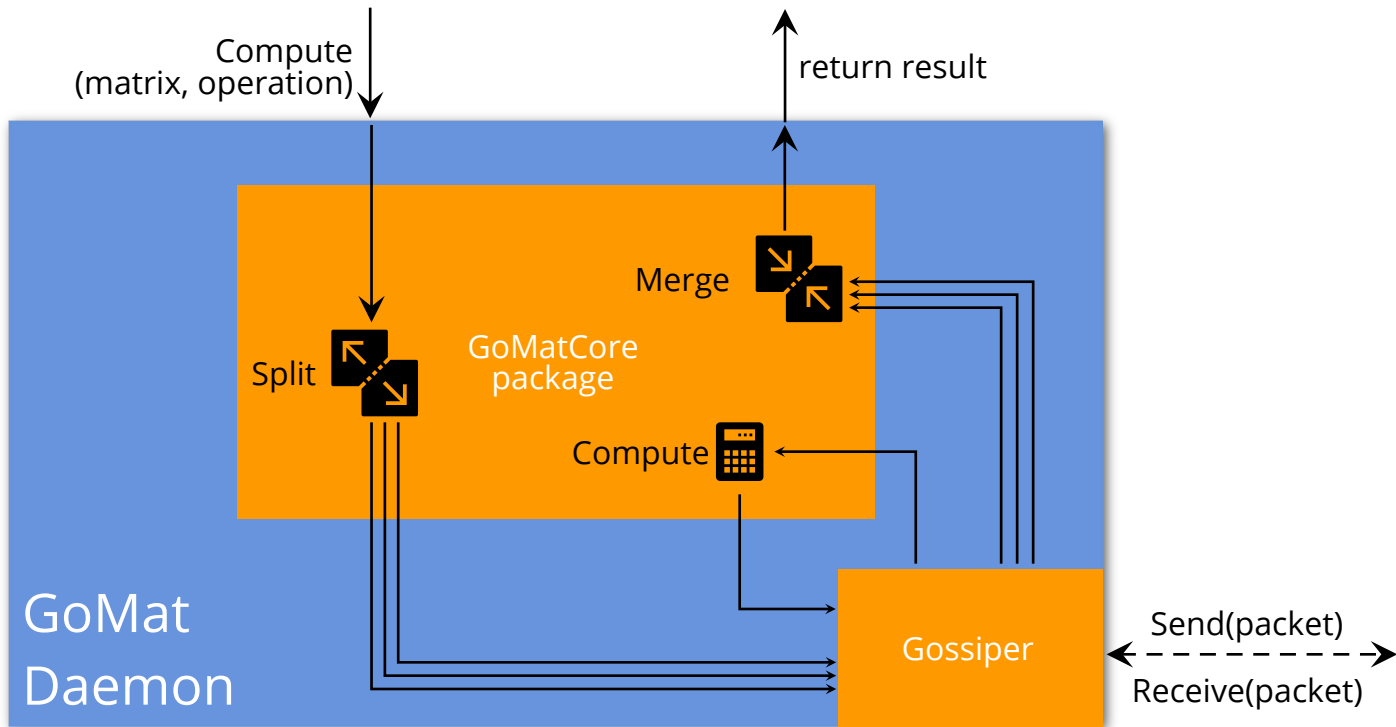 Compute
(matrix, operation)
return result
Merge
GoMatCore
package
Split
Compute
GoMat
Daemon
Gossiper
Send(packet)
Receive(packet)